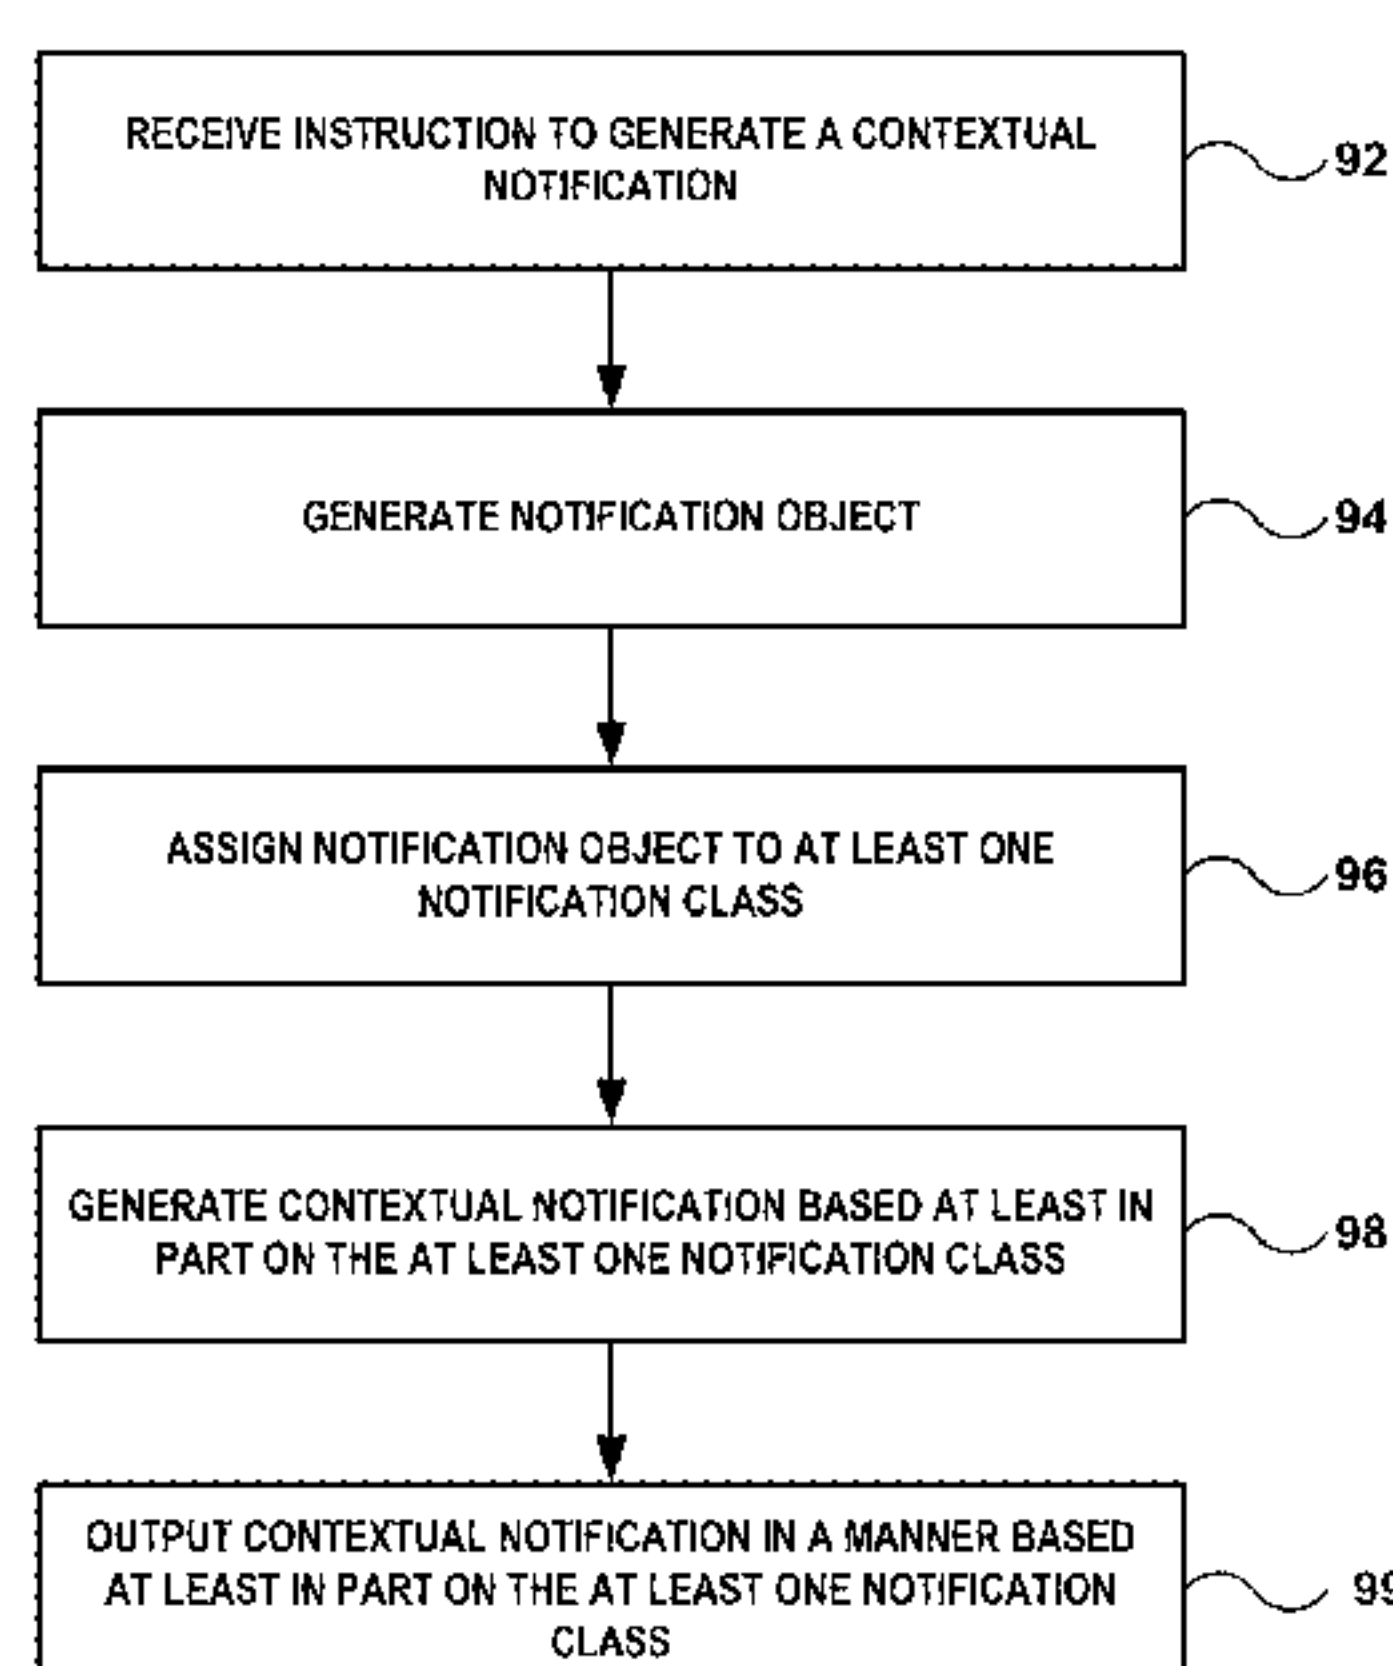 RECEIVE INSTRUCTION TO GENERATE A CONTEXTUAL
NOTIFICATION
92
GENERATE NOTIFICATION OBJECT
94
ASSIGN NOTIFICATION OBJECT TO AT LEAST ONE
NOTIFICATION CLASS
96
GENERATE CONTEXTUAL NOTIFICATION BASED AT LEAST IN
PART ON THE AT LEAST ONE NOTIFICATION CLASS
98
OUTPUT CONTEXTUAL NOTIFICATION IN A MANNER BASED
AT LEAST IN PART ON THE AT LEAST ONE NOTIFICATION
CLASS
99